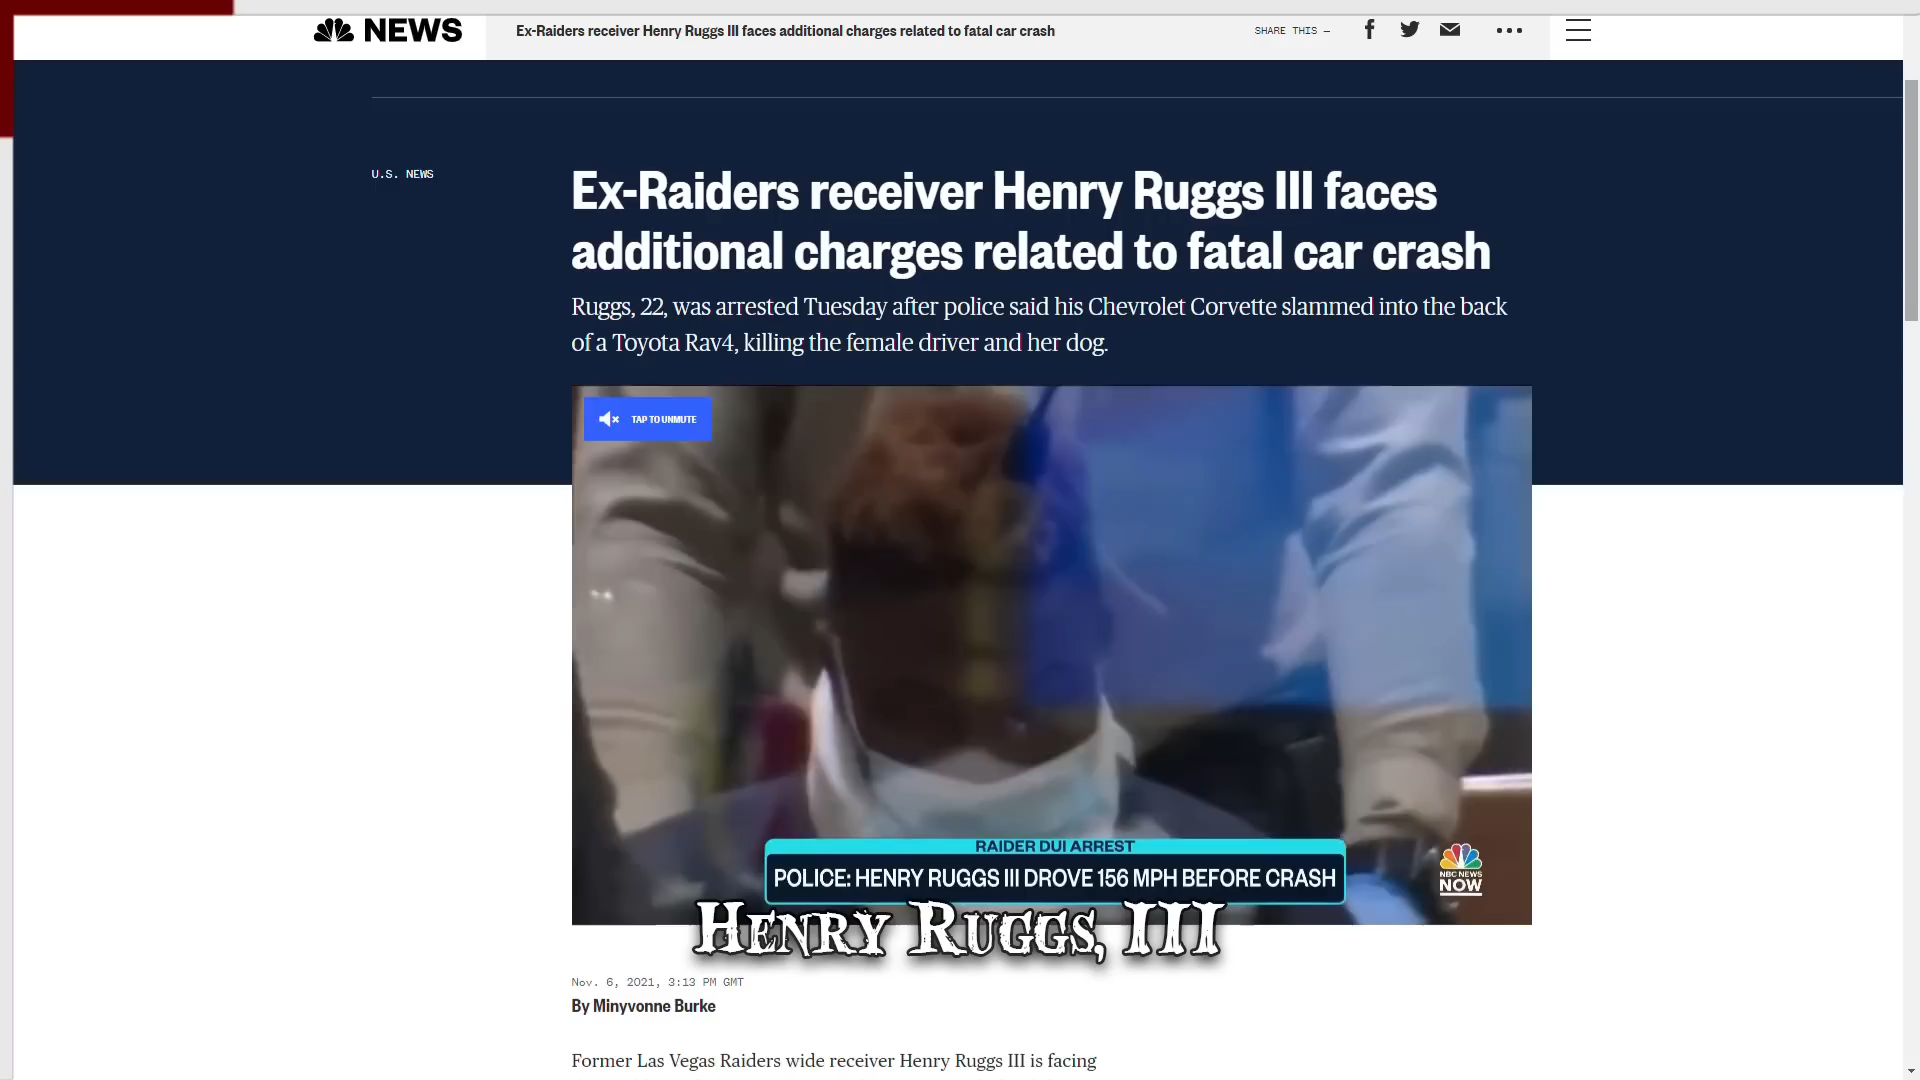 NEWS
Ex-Raiders receiver Henry Ruggs III faces additional charges related to fatal car crash
SHARE THIS —
U.S. NEWS
Ex-Raiders receiver Henry Ruggs III faces
additional charges related to fatal car crash
Ruggs, 22, was arrested Tuesday after police said his Chevrolet Corvette slammed into the back
of a Toyota Rav4, killing the female driver and her dog.
TAP TO UNMUTE
RAIDER DUI ARREST
POLICE: HENRY RUGGS III DROVE 156 MPH BEFORE CRASH
NBC NEWS
NOW
Henry Ruggs, III
Nov. 6, 2021, 3:13 PM GMT
By Minyvonne Burke
Former Las Vegas Raiders wide receiver Henry Ruggs III is facing